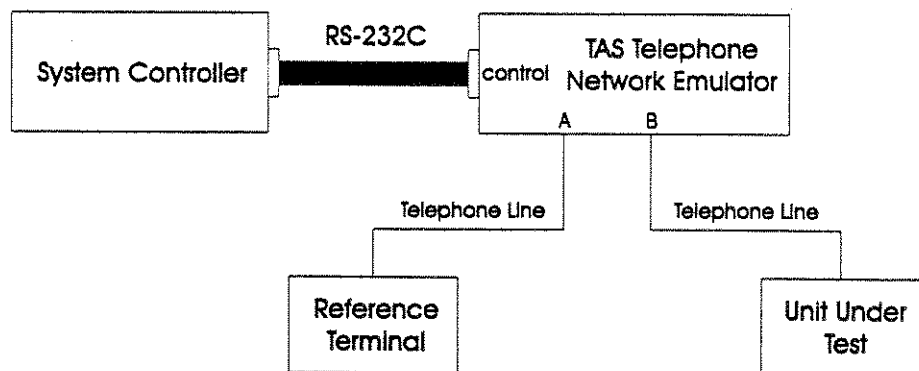 RS-232C
System Controller
control
TAS Telephone
Network Emulator
A
B
Telephone Line
Telephone Line
Reference
Terminal
Unit Under
Test